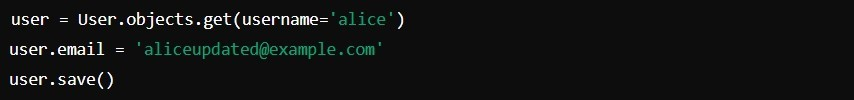 user = User.objects.get(username='alice')
user.email = 'aliceupdated@example.com'
user.save()